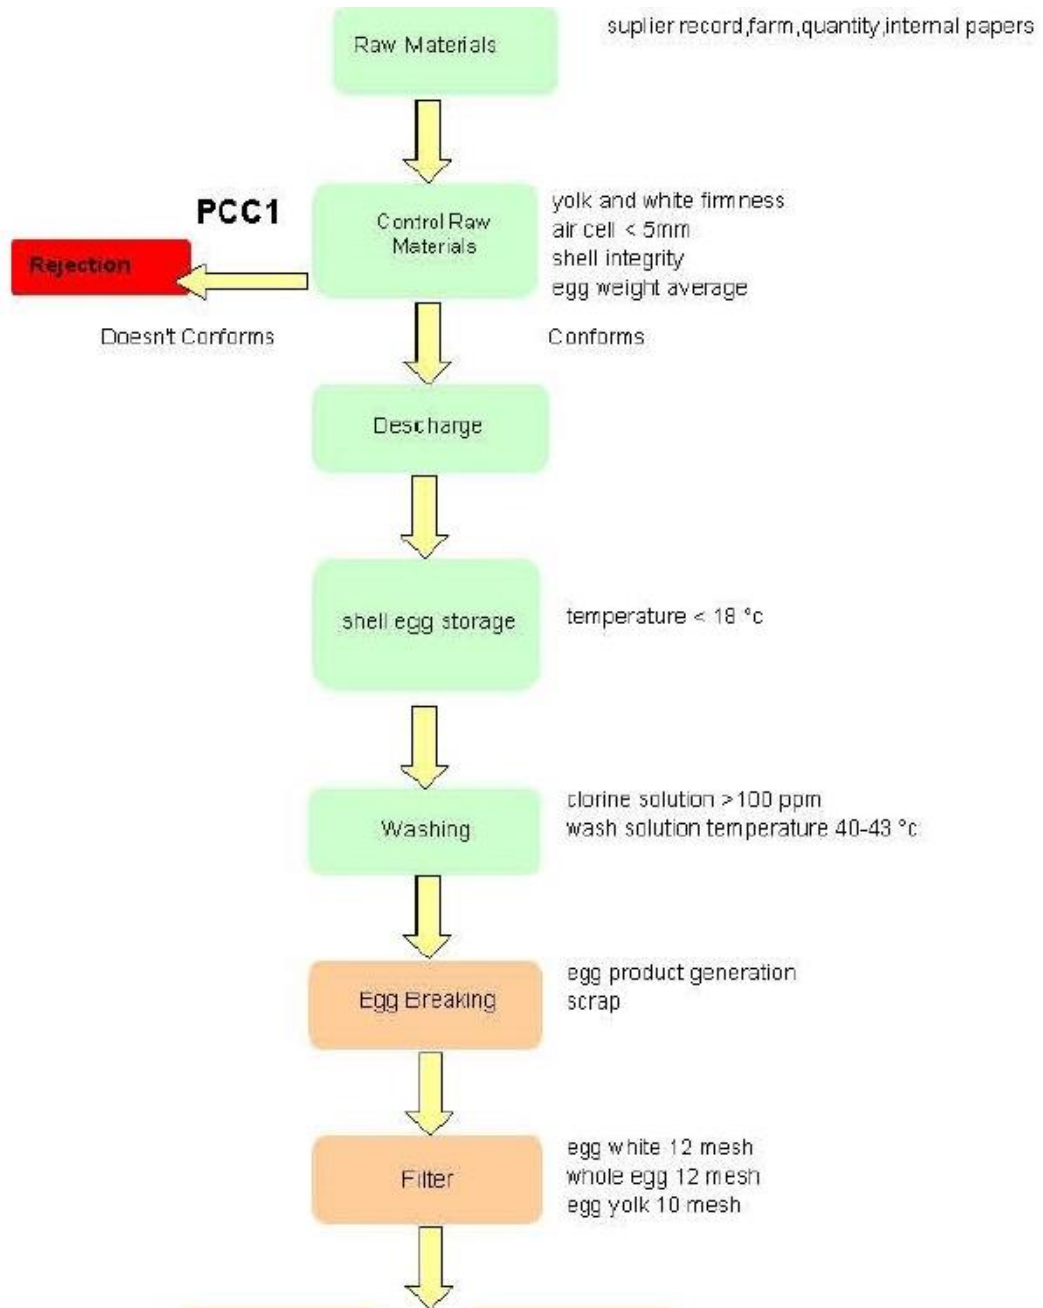 Raw Materials
suplier record,farm,quantity,internal papers
PCC1
Control Raw
Materials
yolk and white firmness
air cell < 5mm
shell integrity
egg weight average
Rejection
Doesn't Conforms
Conforms
Descharge
shell egg storage
temperature < 18 °c
Washing
clorine solution >100 ppm
wash solution temperature 40-43 °c
Egg Breaking
egg product generation
scrap
Filter
egg white 12 mesh
whole egg 12 mesh
egg yolk 10 mesh